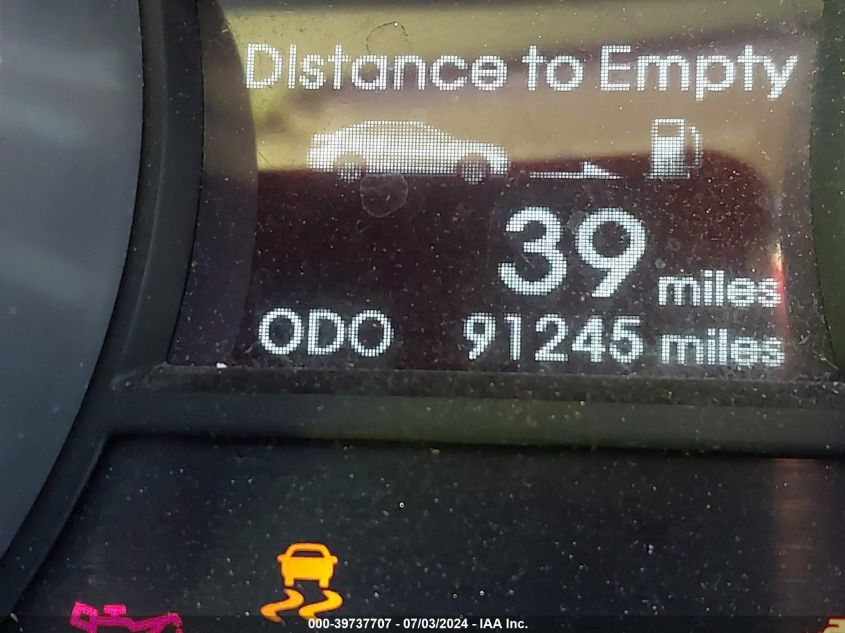 Distance to Empty
39 miles
ODO 91245 miles
000-39737707 - 07/03/2024 - IAA Inc.